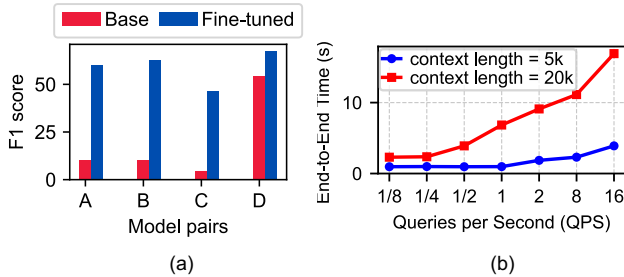 Base Fine-tuned
F1 score
50
25
0
A B C D
Model pairs
(a)
context length = 5k
context length = 20k
End-to-End Time (s)
10
0
1/8 1/4 1/2 1 2 8 16
Queries per Second (QPS)
(b)